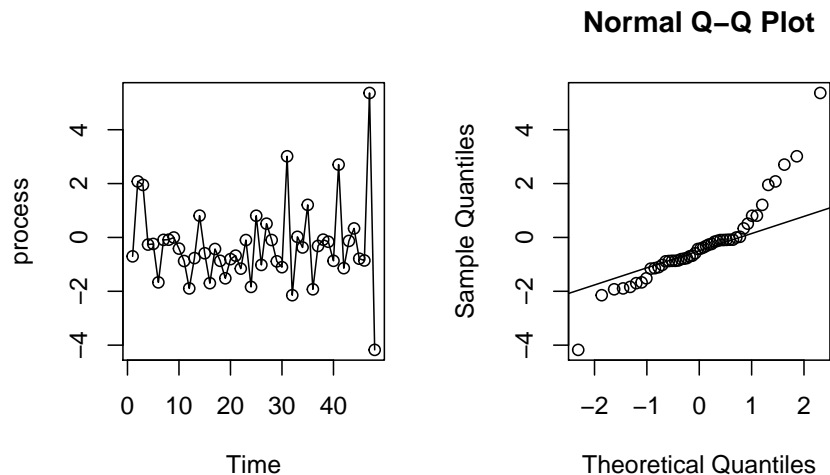 Normal Q−Q Plot
process
−4 −2 0 2 4
0 10 20 30 40
Time
Sample Quantiles
−4 −2 0 2 4
−2 −1 0 1 2
Theoretical Quantiles